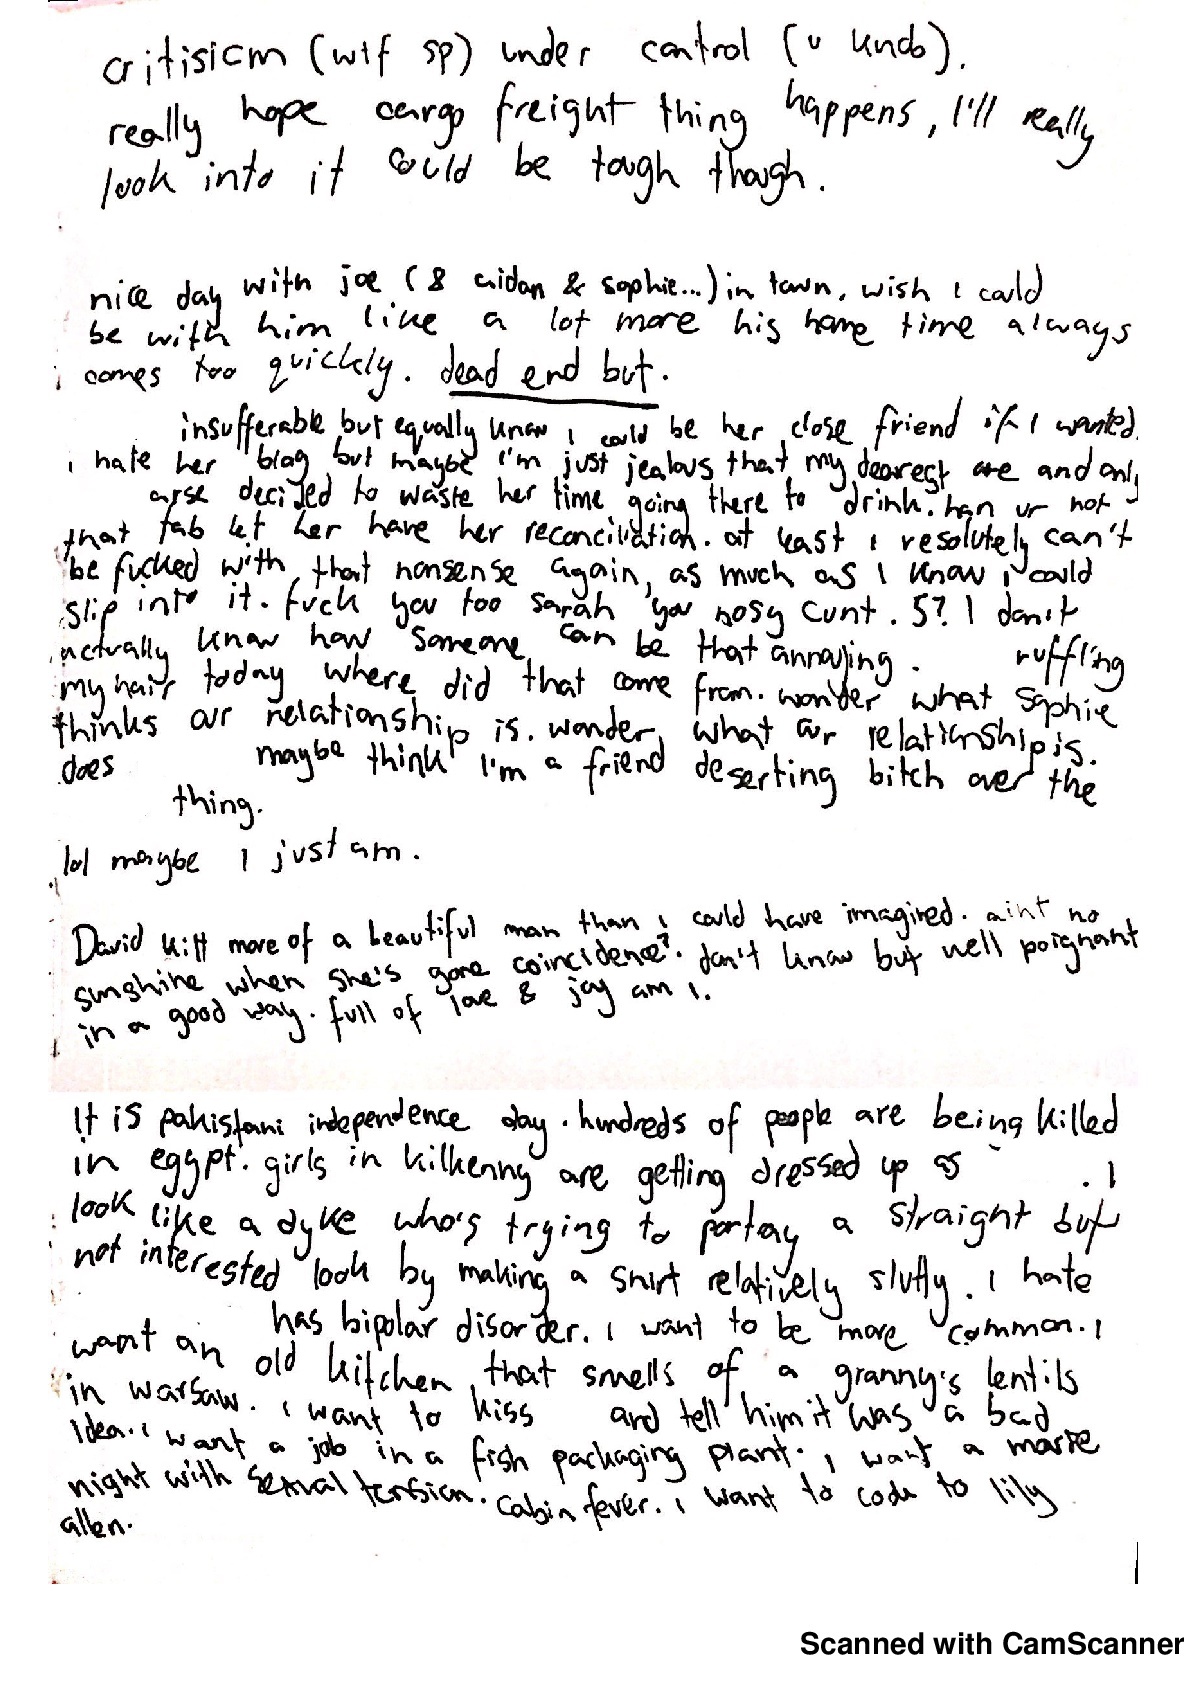 critisicm (wtf sp) under control (u kndo).
really hope cargo freight thing happens, I'll really
look into it could be tough though.
nice day with joe (& aidan & sophie...) in town. wish I could
be with him like a lot more his home time always
comes too quickly. dead end but.
insufferable but equally know I could be her close friend if I wanted.
I hate her blog but maybe I'm just jealous that my dearest are and only
arse decided to waste her time going there to drink. han ur not
that fab let her have her reconciliation. at least I resolutely can't
be fucked with that nonsense again, as much as I know I could
slip into it. fuck you too sarah you nosy cunt. 5? I don't
actually know how someone can be that annoying. ruffling
my hair today where did that come from. wonder what Sophie
thinks our relationship is. wonder what our relationship is.
does maybe think I'm a friend deserting bitch over the
thing.
lol maybe I just am.
David Kitt more of a beautiful man than I could have imagined. aint no
sunshine when she's gone coincidence? don't know but well poignant
in a good way. full of love & joy am I.
It is pakistani independence day. hundreds of people are being killed
in egypt. girls in kilkenny are getting dressed up as . I
look like a dyke who's trying to portay a straight but
not interested look by making a shirt relatively slutty. I hate
has bipolar disorder. I want to be more common. I
want an old kitchen that smells of a granny's lentils
in warsaw. I want to kiss and tell him it was a bad
idea. I want a job in a fish packaging plant. I want a movie
night with sexual tension. cabin fever. I want to code to lily
allen.
Scanned with CamScanner